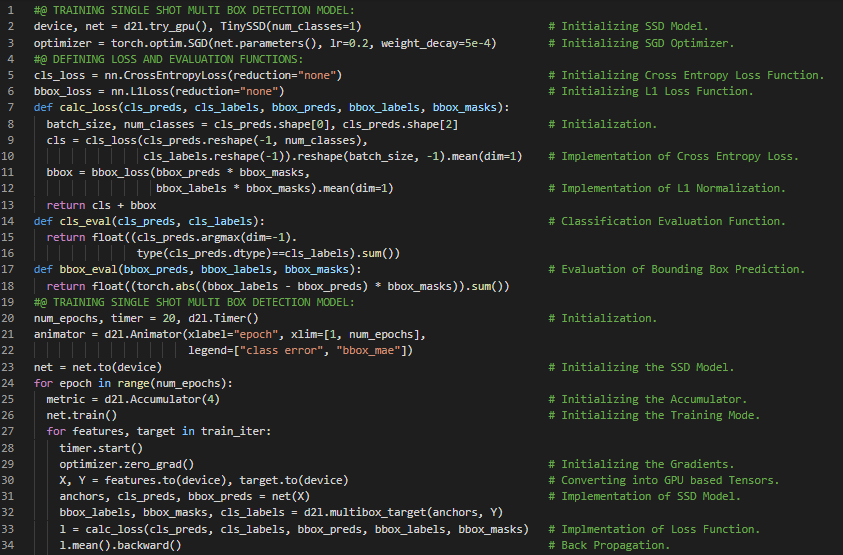 1 #@ TRAINING SINGLE SHOT MULTI BOX DETECTION MODEL:
2 device, net = d2l.try_gpu(), TinySSD(num_classes=1) # Initializing SSD Model.
3 optimizer = torch.optim.SGD(net.parameters(), lr=0.2, weight_decay=5e-4) # Initializing SGD Optimizer.
4 #@ DEFINING LOSS AND EVALUATION FUNCTIONS:
5 cls_loss = nn.CrossEntropyLoss(reduction="none") # Initializing Cross Entropy Loss Function.
6 bbox_loss = nn.L1Loss(reduction="none") # Initializing L1 Loss Function.
7 def calc_loss(cls_preds, cls_labels, bbox_preds, bbox_labels, bbox_masks):
8 batch_size, num_classes = cls_preds.shape[0], cls_preds.shape[2] # Initialization.
9 cls = cls_loss(cls_preds.reshape(-1, num_classes),
10 cls_labels.reshape(-1)).reshape(batch_size, -1).mean(dim=1) # Implementation of Cross Entropy Loss.
11 bbox = bbox_loss(bbox_preds * bbox_masks,
12 bbox_labels * bbox_masks).mean(dim=1) # Implementation of L1 Normalization.
13 return cls + bbox
14 def cls_eval(cls_preds, cls_labels): # Classification Evaluation Function.
15 return float((cls_preds.argmax(dim=-1).
16 type(cls_preds.dtype)==cls_labels).sum())
17 def bbox_eval(bbox_preds, bbox_labels, bbox_masks): # Evaluation of Bounding Box Prediction.
18 return float((torch.abs((bbox_labels - bbox_preds) * bbox_masks)).sum())
19 #@ TRAINING SINGLE SHOT MULTI BOX DETECTION MODEL:
20 num_epochs, timer = 20, d2l.Timer() # Initialization.
21 animator = d2l.Animator(xlabel="epoch", xlim=[1, num_epochs],
22 legend=["class error", "bbox_mae"])
23 net = net.to(device) # Initializing the SSD Model.
24 for epoch in range(num_epochs):
25 metric = d2l.Accumulator(4) # Initializing the Accumulator.
26 net.train() # Initializing the Training Mode.
27 for features, target in train_iter:
28 timer.start()
29 optimizer.zero_grad() # Initializing the Gradients.
30 X, Y = features.to(device), target.to(device) # Converting into GPU based Tensors.
31 anchors, cls_preds, bbox_preds = net(X) # Implementation of SSD Model.
32 bbox_labels, bbox_masks, cls_labels = d2l.multibox_target(anchors, Y)
33 l = calc_loss(cls_preds, cls_labels, bbox_preds, bbox_labels, bbox_masks) # Implmentation of Loss Function.
34 l.mean().backward() # Back Propagation.